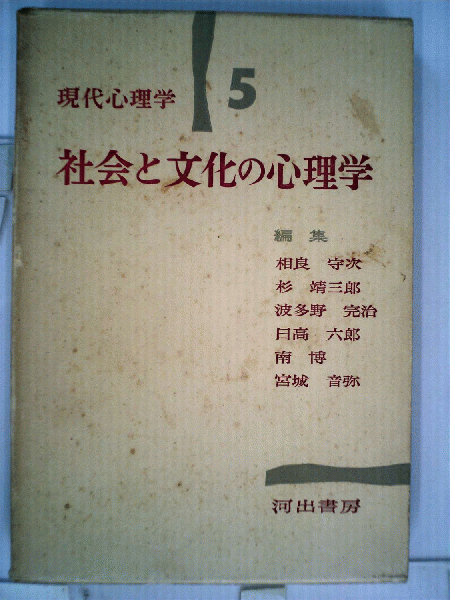 現代心理学 5
社会と文化の心理学
編集
相良 守次
杉 靖三郎
波多野 完治
日高 六郎
南 博
宮城 音弥
河出書房